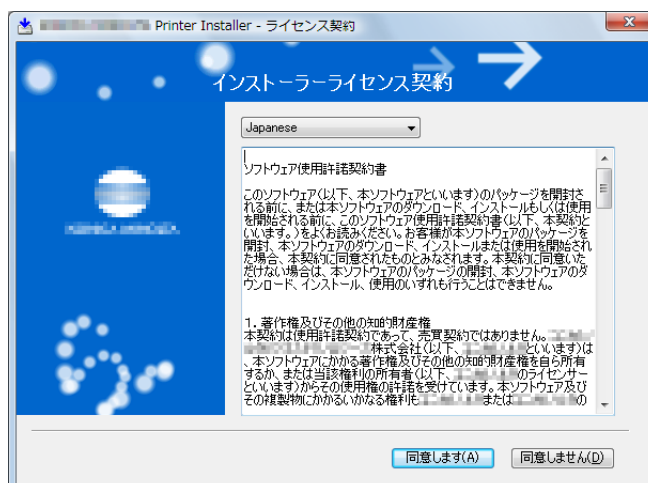 Printer Installer - ライセンス契約
インストーラーライセンス契約
Japanese
ソフトウェア使用許諾契約書
このソフトウェア(以下、本ソフトウェアといいます)のパッケージを開封さ
れる前に、または本ソフトウェアのダウンロード、インストールもしくは使用
を開始される前に、このソフトウェア使用許諾契約書(以下、本契約と
いいます。)をよくお読みください。お客様が本ソフトウェアのパッケージを
開封、本ソフトウェアのダウンロード、インストールまたは使用を開始され
た場合、本契約に同意されたものとみなされます。本契約に同意いた
だけない場合は、本ソフトウェアのパッケージの開封、本ソフトウェアのダ
ウンロード、インストール、使用のいずれも行うことはできません。
1. 著作権及びその他の知的財産権
本契約は使用許諾契約であって、売買契約ではありません。
株式会社(以下、といいます)は
、本ソフトウェアにかかる著作権及びその他の知的財産権を自ら所有
するか、または当該権利の所有者(以下、のライセンサー
といいます)からその使用権の許諾を受けています。本ソフトウェア及び
その複製物にかかるいかなる権利もまたはの
同意します(A)
同意しません(D)